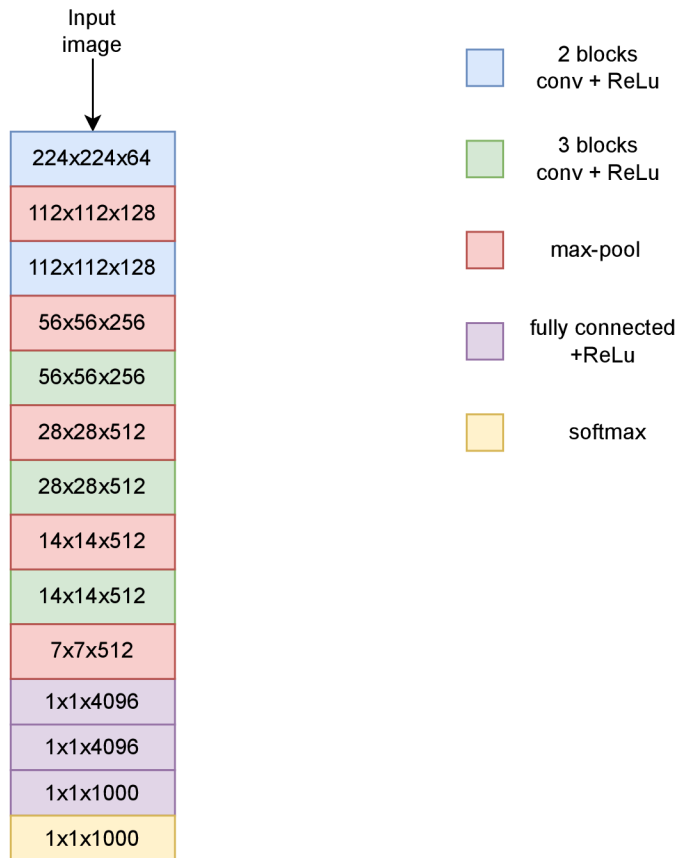 Input
image
224x224x64
112x112x128
112x112x128
56x56x256
56x56x256
28x28x512
28x28x512
14x14x512
14x14x512
7x7x512
1x1x4096
1x1x4096
1x1x1000
1x1x1000
2 blocks
conv + ReLu
3 blocks
conv + ReLu
max-pool
fully connected
+ReLu
softmax